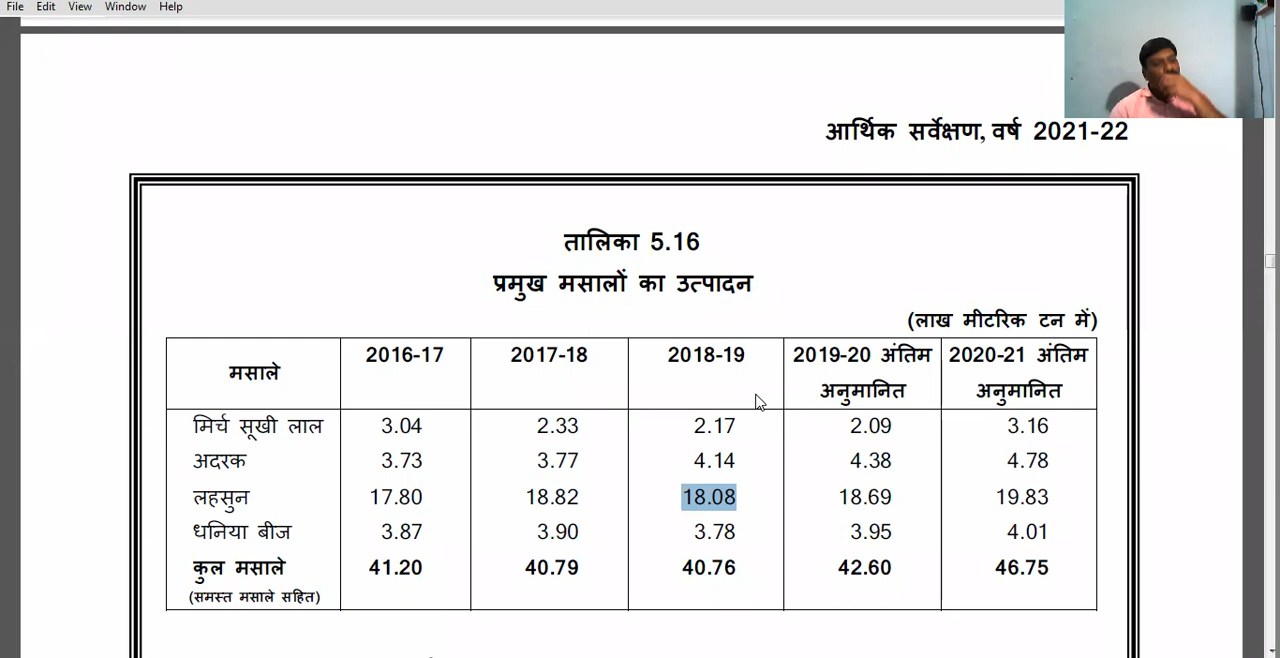 File Edit View Window Help
आर्थिक सर्वेक्षण, वर्ष 2021-22
तालिका 5.16
प्रमुख मसालों का उत्पादन
(लाख मीटरिक टन में)
मसाले 2016-17 2017-18 2018-19 2019-20 अंतिम अनुमानित 2020-21 अंतिम अनुमानित
मिर्च सूखी लाल 3.04 2.33 2.17 2.09 3.16
अदरक 3.73 3.77 4.14 4.38 4.78
लहसुन 17.80 18.82 18.08 18.69 19.83
धनिया बीज 3.87 3.90 3.78 3.95 4.01
कुल मसाले 41.20 40.79 40.76 42.60 46.75
(समस्त मसाले सहित)